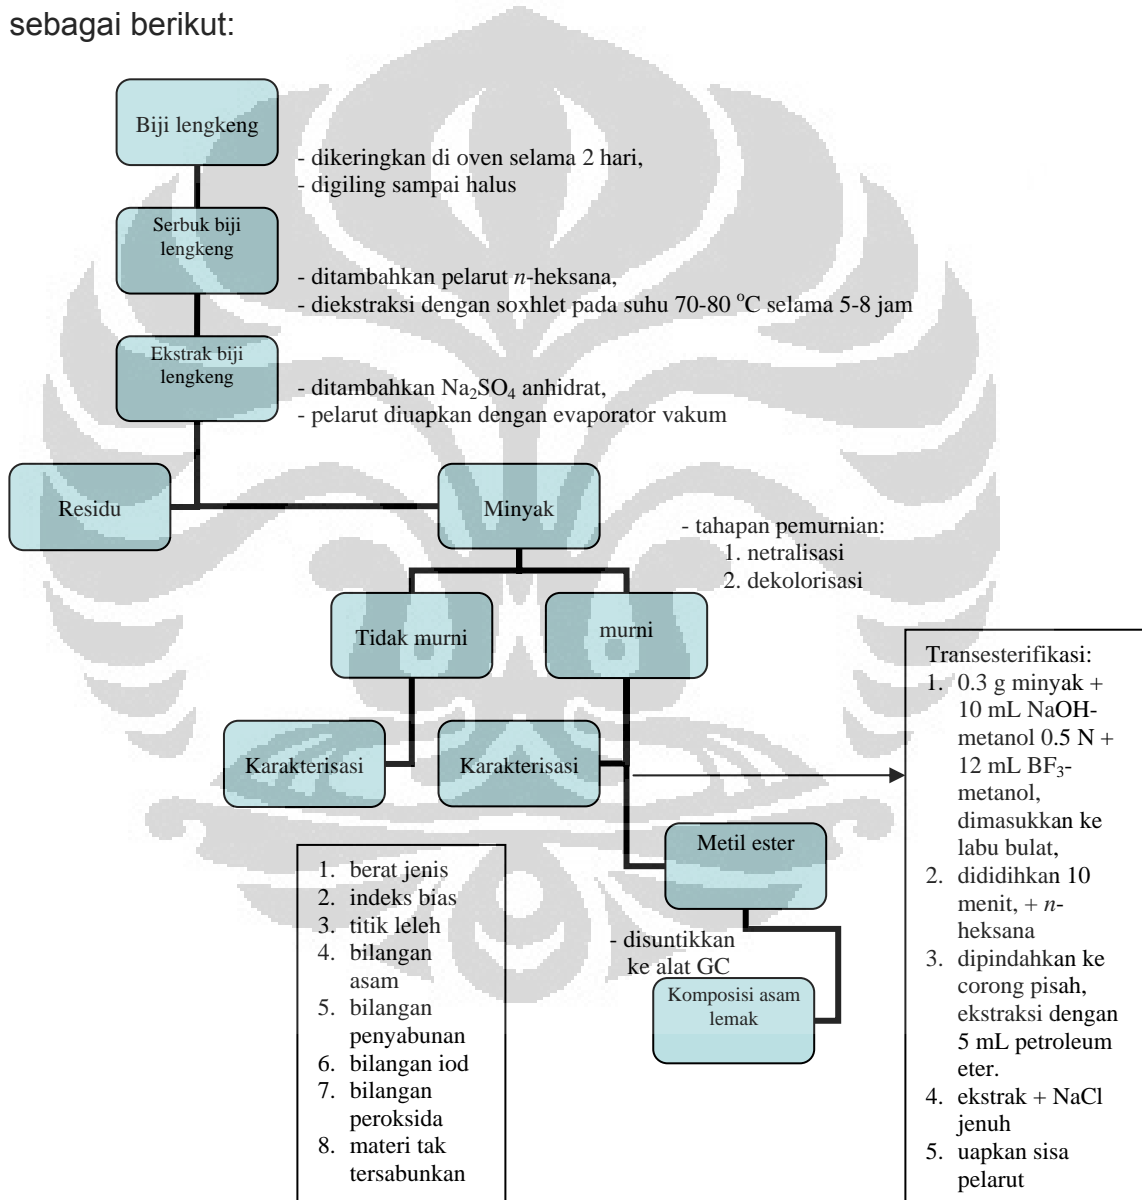 sebagai berikut:
Biji lengkeng
- dikeringkan di oven selama 2 hari,
- digiling sampai halus
Serbuk biji
lengkeng
- ditambahkan pelarut n-heksana,
- diekstraksi dengan soxhlet pada suhu 70-80 °C selama 5-8 jam
Ekstrak biji
lengkeng
- ditambahkan Na₂SO₄ anhidrat,
- pelarut diuapkan dengan evaporator vakum
Residu
Minyak
- tahapan pemurnian:
1. netralisasi
2. dekolorisasi
Tidak murni
murni
Karakterisasi
Karakterisasi
Transesterifikasi:
1. 0.3 g minyak +
10 mL NaOH-
metanol 0.5 N +
12 mL BF₃-
metanol,
dimasukkan ke
labu bulat,
2. dididihkan 10
menit, + n-
heksana
3. dipindahkan ke
corong pisah,
ekstraksi dengan
5 mL petroleum
eter.
4. ekstrak + NaCl
jenuh
5. uapkan sisa
pelarut
Metil ester
- disuntikkan
ke alat GC
Komposisi asam
lemak
1. berat jenis
2. indeks bias
3. titik leleh
4. bilangan
asam
5. bilangan
penyabunan
6. bilangan iod
7. bilangan
peroksida
8. materi tak
tersabunkan